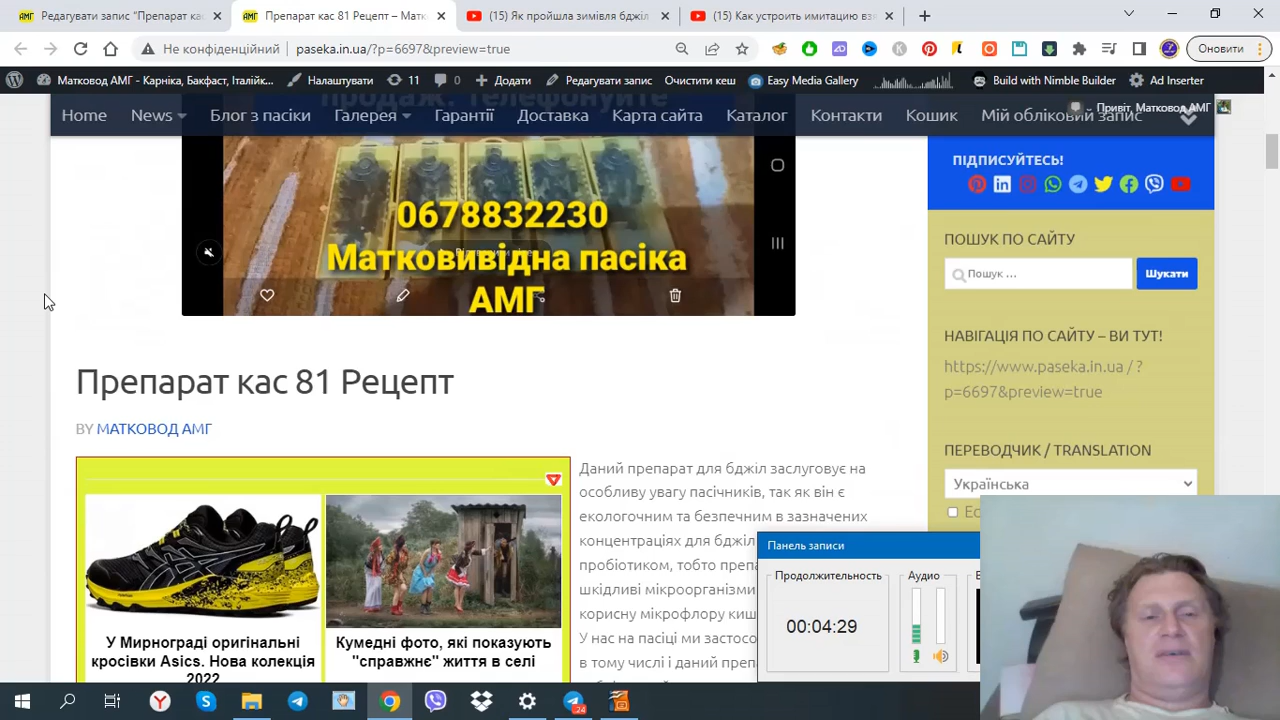 Редагувати запис "Препарат кас
Препарат кас 81 Рецепт – Матк
(15) Як пройшла зимівля бджіл
(15) Как устроить имитацию взя
Не конфіденційний
paseka.in.ua/?p=6697&preview=true
Оновити
Матковод АМГ - Карніка, Бакфаст, Італійк...
Налаштувати
11
0
Додати
Редагувати запис
Очистити кеш
Easy Media Gallery
Build with Nimble Builder
Ad Inserter
Привіт, Матковод АМГ
Home
News
Блог з пасіки
Галерея
Гарантії
Доставка
Карта сайта
Каталог
Контакти
Кошик
Мій обліковий запис
продаж. Телефонуйте
0678832230
Матковивідна пасіка
АМГ
ПІДПИСУЙТЕСЬ!
ПОШУК ПО САЙТУ
Пошук …
Шукати
НАВІГАЦІЯ ПО САЙТУ – ВИ ТУТ!
https://www.paseka.in.ua / ?
p=6697&preview=true
ПЕРЕВОДЧИК / TRANSLATION
Українська
Препарат кас 81 Рецепт
BY МАТКОВОД АМГ
Даний препарат для бджіл заслуговує на
особливу увагу пасічників, так як він є
екологочним та безпечним в зазначених
концентраціях для бджіл
пробіотиком, тобто преп
шкідливі мікроорганізми
корисну мікрофлору киш
У нас на пасіці ми застосо
в тому числі і даний преп
У Мирнограді оригінальні
кросівки Asics. Нова колекція
2022
Кумедні фото, які показують
"справжнє" життя в селі
Панель записи
Продолжительность
00:04:29
Аудио
24